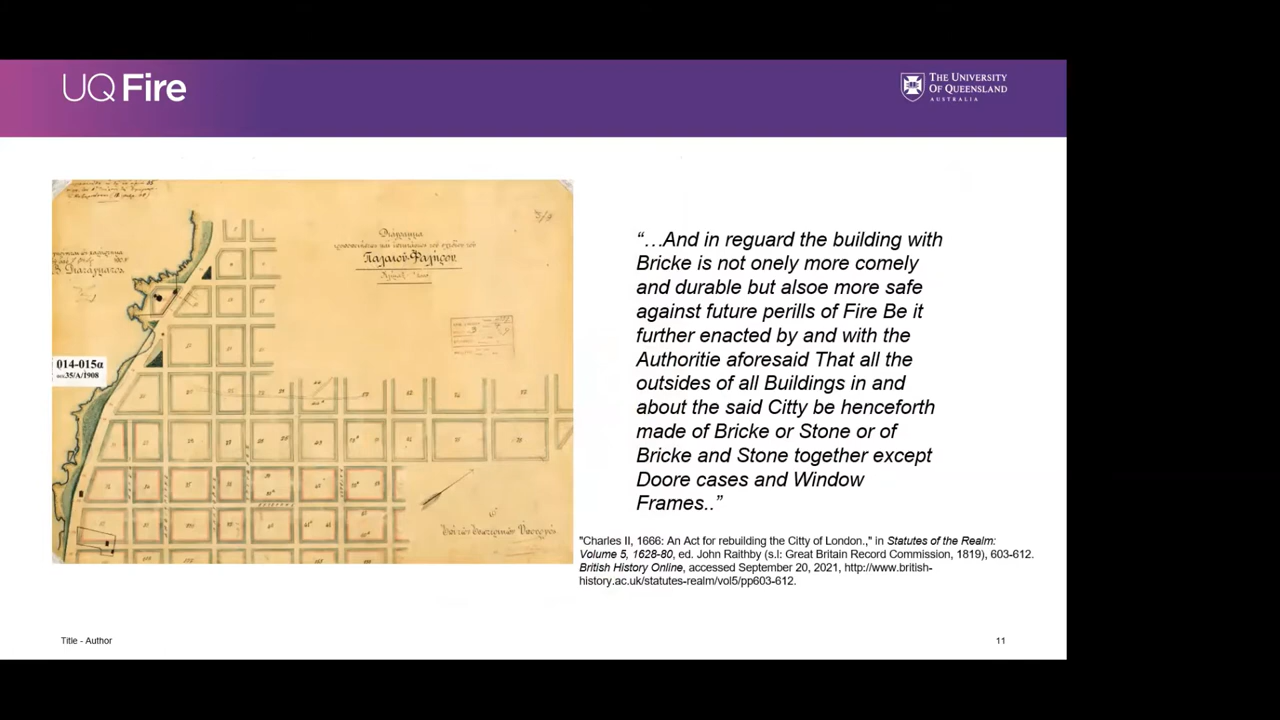 UQ Fire
THE UNIVERSITY
OF QUEENSLAND
AUSTRALIA
Διάγραμμα
Παλαιού Φαλήρου
014-015α
“…And in reguard the building with
Bricke is not onely more comely
and durable but alsoe more safe
against future perills of Fire Be it
further enacted by and with the
Authoritie aforesaid That all the
outsides of all Buildings in and
about the said Citty be henceforth
made of Bricke or Stone or of
Bricke and Stone together except
Doore cases and Window
Frames..”
"Charles II, 1666: An Act for rebuilding the Citty of London.," in Statutes of the Realm:
Volume 5, 1628-80, ed. John Raithby (s.l: Great Britain Record Commission, 1819), 603-612.
British History Online, accessed September 20, 2021, http://www.british-
history.ac.uk/statutes-realm/vol5/pp603-612.
Title - Author
11